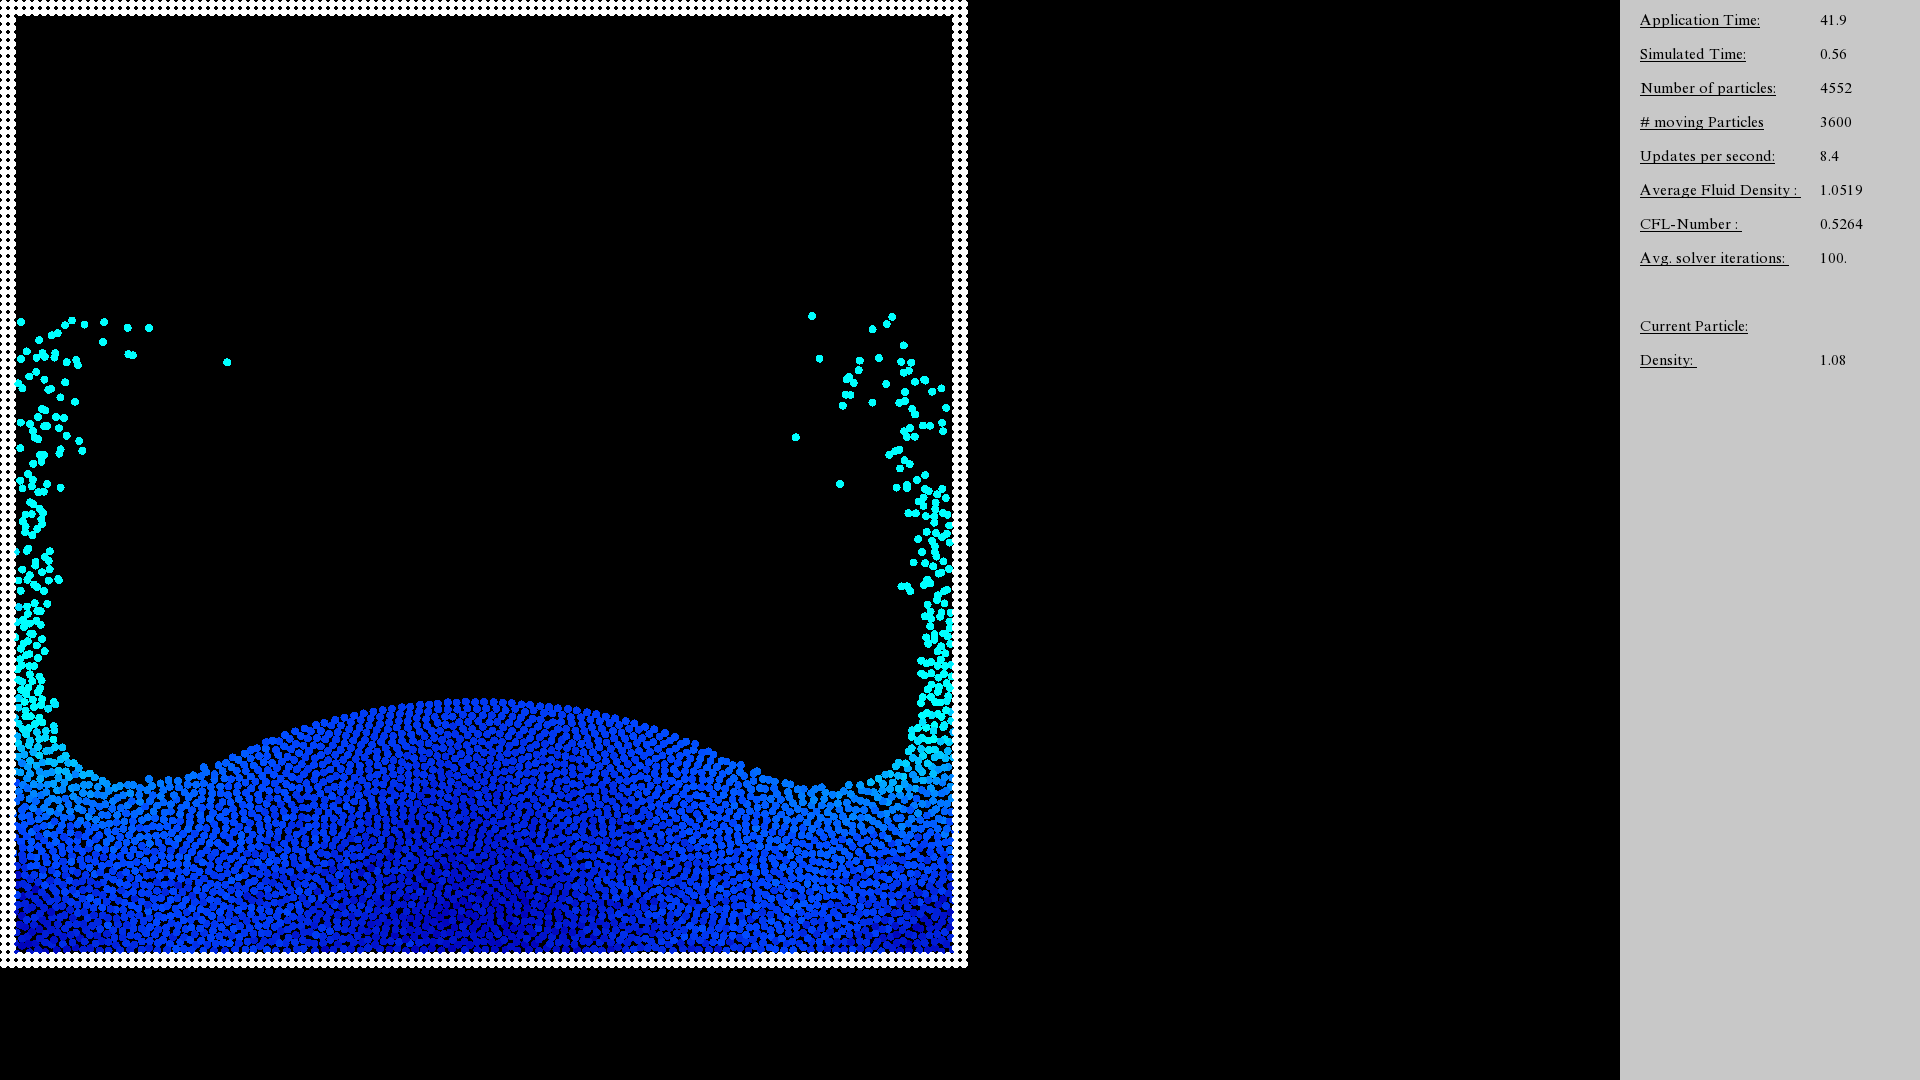 Application Time: 41.9
Simulated Time: 0.56
Number of particles: 4552
# moving Particles 3600
Updates per second: 8.4
Average Fluid Density : 1.0519
CFL-Number : 0.5264
Avg. solver iterations: 100.
Current Particle:
Density: 1.08